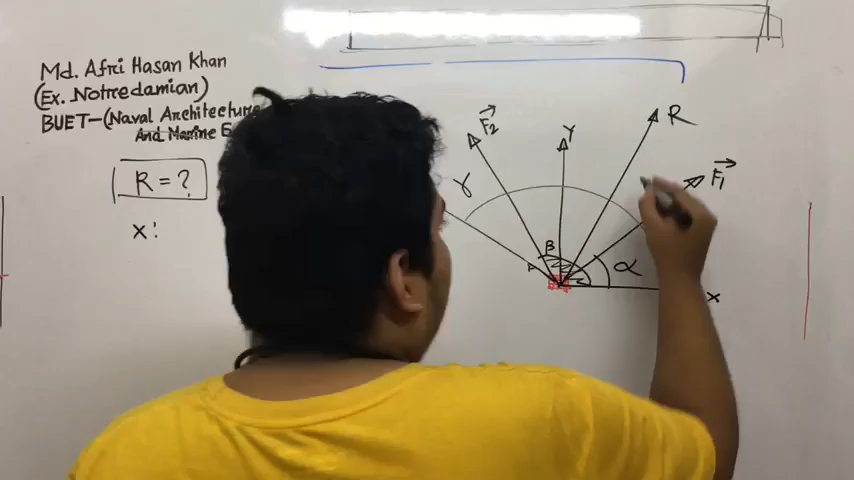 Md. Afri Hasan Khan
(Ex. Notredamian)
BUET-(Naval Architecture
And Marine E
R = ?
x:
F₂
Y
R
F₁
γ
B
α
x